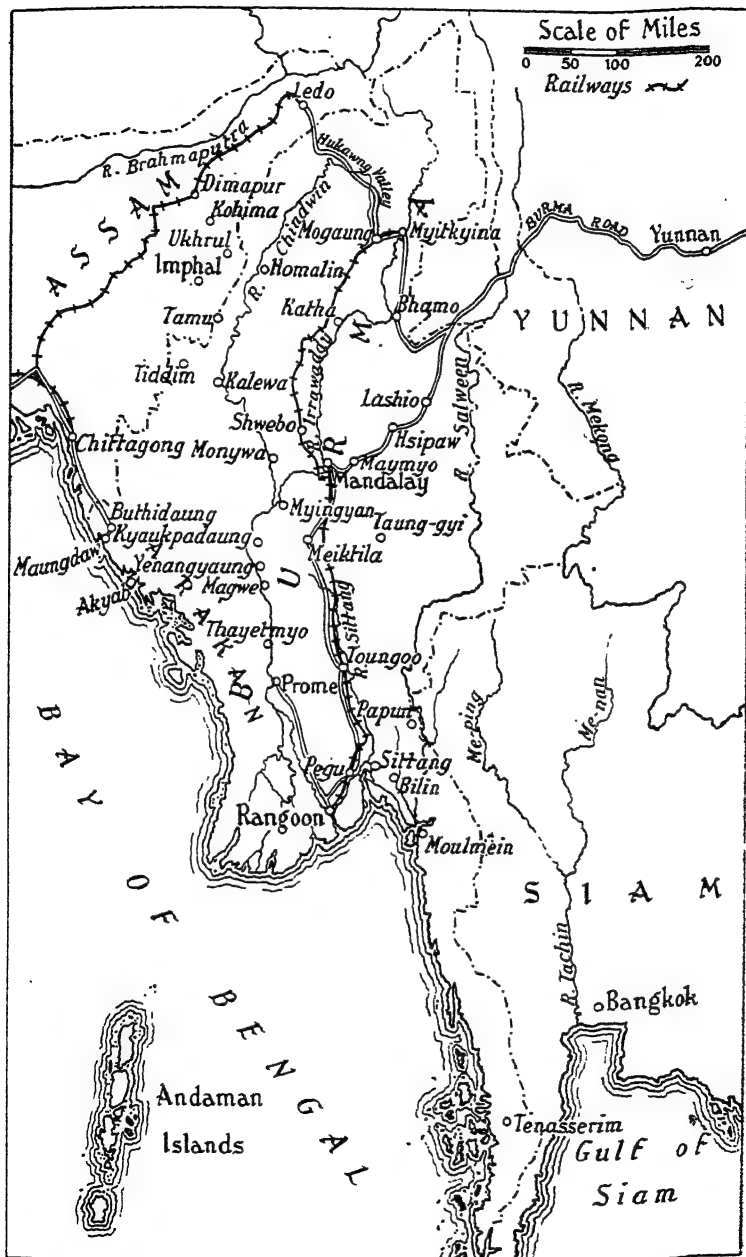 Scale of Miles
0 50 100 200
Railways
Ledo
R. Brahmaputra
Hukawng Valley
ASSAM
Dimapur
Kohima
R. Chindwin
Mogaung
Myitkyina
BURMA ROAD
Yunnan
Ukhrul
Imphal
Homalin
Katha
Bhamo
YUNNAN
Tamu
R. Irrawaddy
Tiddim
Kalewa
Lashio
R. Salween
R. Mekong
Shwebo
Hsipaw
Chittagong
Monywa
Maymyo
Mandalay
Myingyan
Buthidaung
Taung-gyi
Kyaukpadaung
Meiktila
Maungdaw
Yenangyaung
Akyab
Magwe
ARAKAN
BURMA
R. Sittang
Thayetmyo
Toungoo
Prome
Papun
Me-ping
Me-nan
Pegu
Sittang
Bilin
Rangoon
Moulmein
BAY OF BENGAL
SIAM
R. Tachin
Bangkok
Andaman
Islands
Tenasserim
Gulf of
Siam